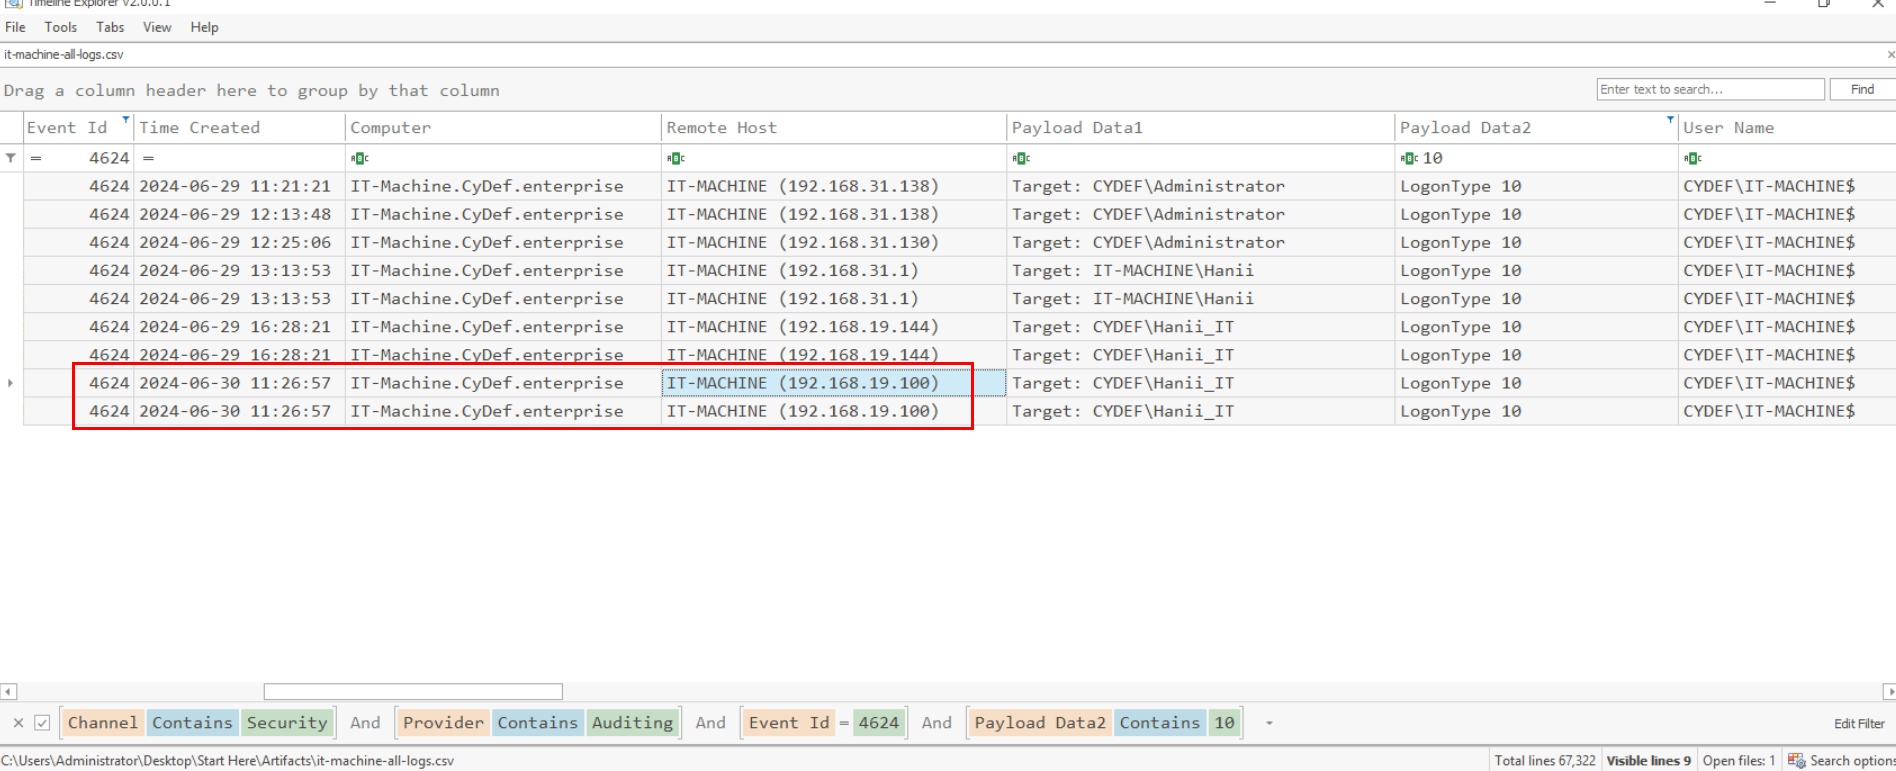 Timeline Explorer v2.0.0.1
File Tools Tabs View Help
it-machine-all-logs.csv
Drag a column header here to group by that column
Enter text to search...
Find
Event Id Time Created Computer Remote Host Payload Data1 Payload Data2 User Name
= 4624 = ABC ABC ABC ABC 10 ABC
4624 2024-06-29 11:21:21 IT-Machine.CyDef.enterprise IT-MACHINE (192.168.31.138) Target: CYDEF\Administrator LogonType 10 CYDEF\IT-MACHINE$
4624 2024-06-29 12:13:48 IT-Machine.CyDef.enterprise IT-MACHINE (192.168.31.138) Target: CYDEF\Administrator LogonType 10 CYDEF\IT-MACHINE$
4624 2024-06-29 12:25:06 IT-Machine.CyDef.enterprise IT-MACHINE (192.168.31.130) Target: CYDEF\Administrator LogonType 10 CYDEF\IT-MACHINE$
4624 2024-06-29 13:13:53 IT-Machine.CyDef.enterprise IT-MACHINE (192.168.31.1) Target: IT-MACHINE\Hanii LogonType 10 CYDEF\IT-MACHINE$
4624 2024-06-29 13:13:53 IT-Machine.CyDef.enterprise IT-MACHINE (192.168.31.1) Target: IT-MACHINE\Hanii LogonType 10 CYDEF\IT-MACHINE$
4624 2024-06-29 16:28:21 IT-Machine.CyDef.enterprise IT-MACHINE (192.168.19.144) Target: CYDEF\Hanii_IT LogonType 10 CYDEF\IT-MACHINE$
4624 2024-06-29 16:28:21 IT-Machine.CyDef.enterprise IT-MACHINE (192.168.19.144) Target: CYDEF\Hanii_IT LogonType 10 CYDEF\IT-MACHINE$
4624 2024-06-30 11:26:57 IT-Machine.CyDef.enterprise IT-MACHINE (192.168.19.100) Target: CYDEF\Hanii_IT LogonType 10 CYDEF\IT-MACHINE$
4624 2024-06-30 11:26:57 IT-Machine.CyDef.enterprise IT-MACHINE (192.168.19.100) Target: CYDEF\Hanii_IT LogonType 10 CYDEF\IT-MACHINE$
Channel Contains Security And Provider Contains Auditing And Event Id = 4624 And Payload Data2 Contains 10
Edit Filter
C:\Users\Administrator\Desktop\Start Here\Artifacts\it-machine-all-logs.csv
Total lines 67,322 Visible lines 9 Open files: 1 Search options